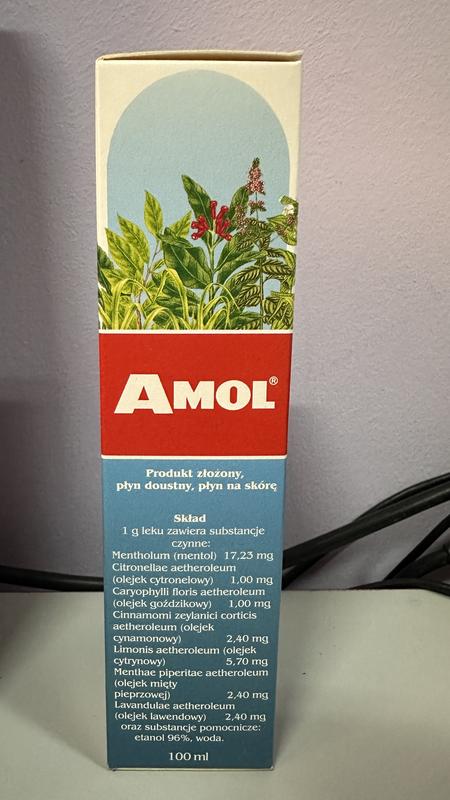 AMOL®
Produkt złożony,
płyn doustny, płyn na skórę
Skład
1 g leku zawiera substancje
czynne:
Mentholum (mentol) 17,23 mg
Citronellae aetheroleum
(olejek cytronelowy) 1,00 mg
Caryophylli floris aetheroleum
(olejek goździkowy) 1,00 mg
Cinnamomi zeylanici corticis
aetheroleum (olejek
cynamonowy) 2,40 mg
Limonis aetheroleum (olejek
cytrynowy) 5,70 mg
Menthae piperitae aetheroleum
(olejek mięty
pieprzowej) 2,40 mg
Lavandulae aetheroleum
(olejek lawendowy) 2,40 mg
oraz substancje pomocnicze:
etanol 96%, woda.
100 ml